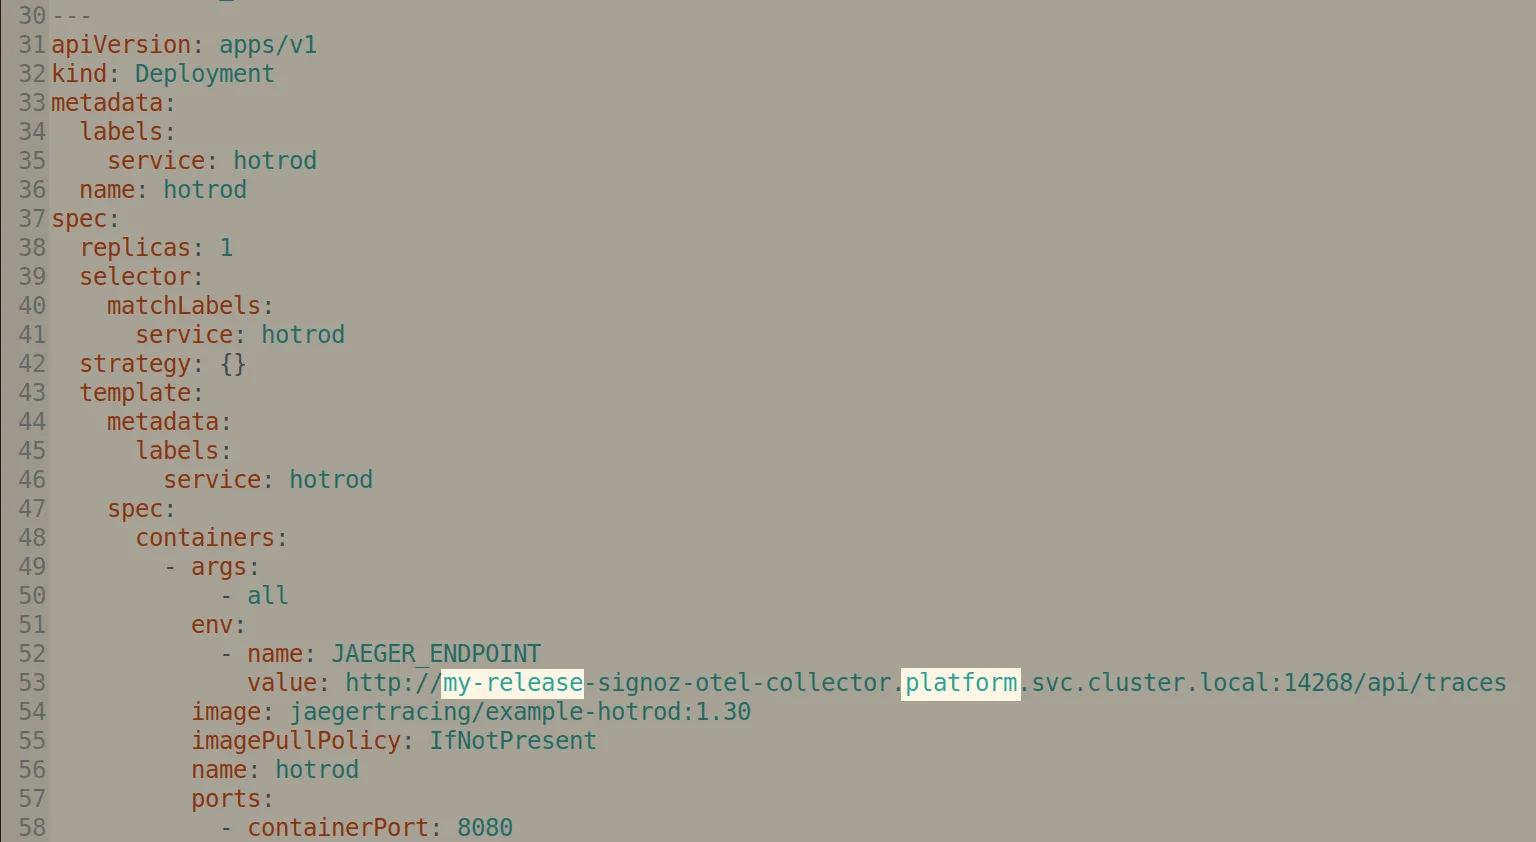 30 ---
31 apiVersion: apps/v1
32 kind: Deployment
33 metadata:
34   labels:
35     service: hotrod
36   name: hotrod
37 spec:
38   replicas: 1
39   selector:
40     matchLabels:
41       service: hotrod
42   strategy: {}
43   template:
44     metadata:
45       labels:
46         service: hotrod
47     spec:
48       containers:
49         - args:
50             - all
51           env:
52             - name: JAEGER_ENDPOINT
53               value: http://my-release-signoz-otel-collector.platform.svc.cluster.local:14268/api/traces
54           image: jaegertracing/example-hotrod:1.30
55           imagePullPolicy: IfNotPresent
56           name: hotrod
57           ports:
58             - containerPort: 8080